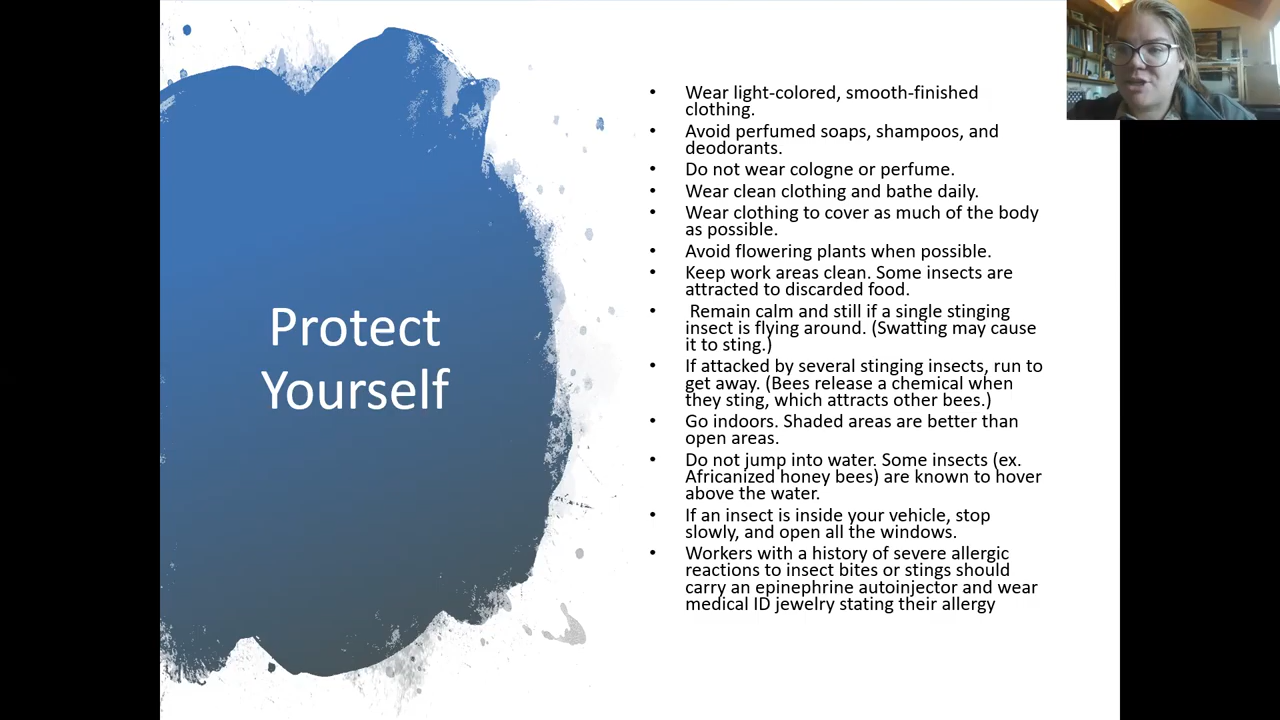 Protect
Yourself
• Wear light-colored, smooth-finished
clothing.
• Avoid perfumed soaps, shampoos, and
deodorants.
• Do not wear cologne or perfume.
• Wear clean clothing and bathe daily.
• Wear clothing to cover as much of the body
as possible.
• Avoid flowering plants when possible.
• Keep work areas clean. Some insects are
attracted to discarded food.
• Remain calm and still if a single stinging
insect is flying around. (Swatting may cause
it to sting.)
• If attacked by several stinging insects, run to
get away. (Bees release a chemical when
they sting, which attracts other bees.)
• Go indoors. Shaded areas are better than
open areas.
• Do not jump into water. Some insects (ex.
Africanized honey bees) are known to hover
above the water.
• If an insect is inside your vehicle, stop
slowly, and open all the windows.
• Workers with a history of severe allergic
reactions to insect bites or stings should
carry an epinephrine autoinjector and wear
medical ID jewelry stating their allergy